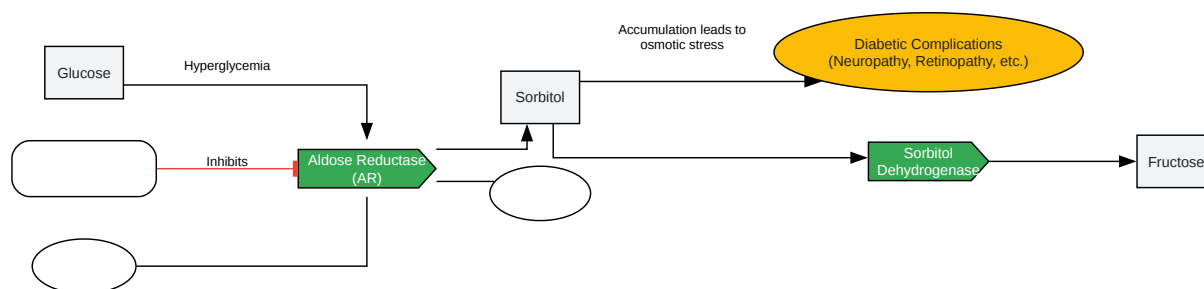 Accumulation leads to
osmotic stress
Diabetic Complications
(Neuropathy, Retinopathy, etc.)
Glucose
Hyperglycemia
Sorbitol
Inhibits
Aldose Reductase
(AR)
Sorbitol
Dehydrogenase
Fructose